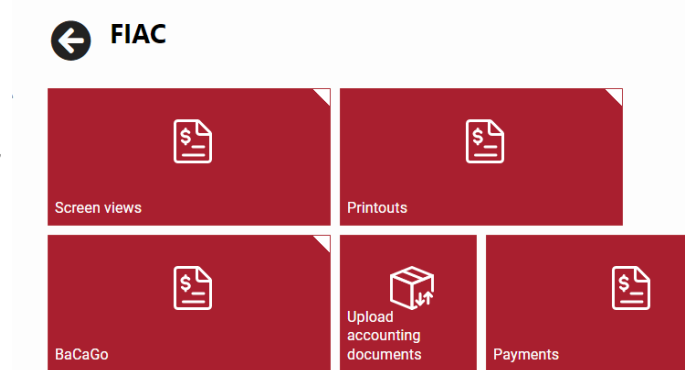 FIAC
Screen views
Printouts
BaCaGo
Upload
accounting
documents
Payments